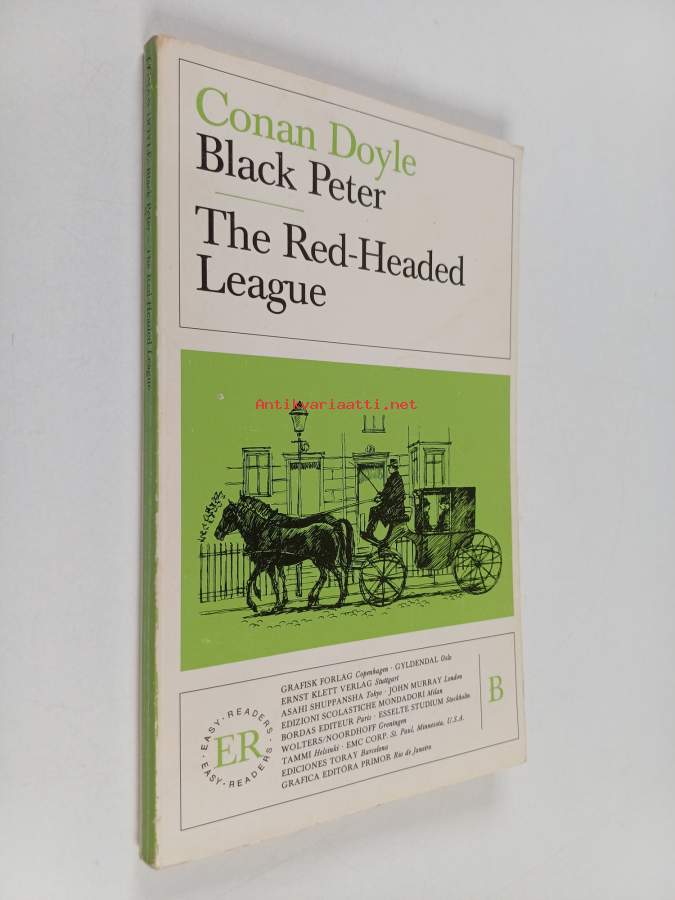 Conan Doyle
Black Peter
The Red-Headed
League
CONAN DOYLE: Black Peter – The Red-Headed League
Antikvariaatti.net
GRAFISK FORLAG Copenhagen · GYLDENDAL Oslo
ERNST KLETT VERLAG Stuttgart
ASAHI SHUPPANSHA Tokyo · JOHN MURRAY London
EDIZIONI SCOLASTICHE MONDADORI Milan
BORDAS EDITEUR Paris · ESSELTE STUDIUM Stockholm
WOLTERS/NOORDHOFF Groningen
TAMMI Helsinki · EMC CORP. St. Paul, Minnesota, U.S.A.
EDICIONES TORAY Barcelona
GRAFICA EDITÔRA PRIMOR Rio de Janeiro
· EASY · READERS ·
ER
· EASY · READERS ·
B